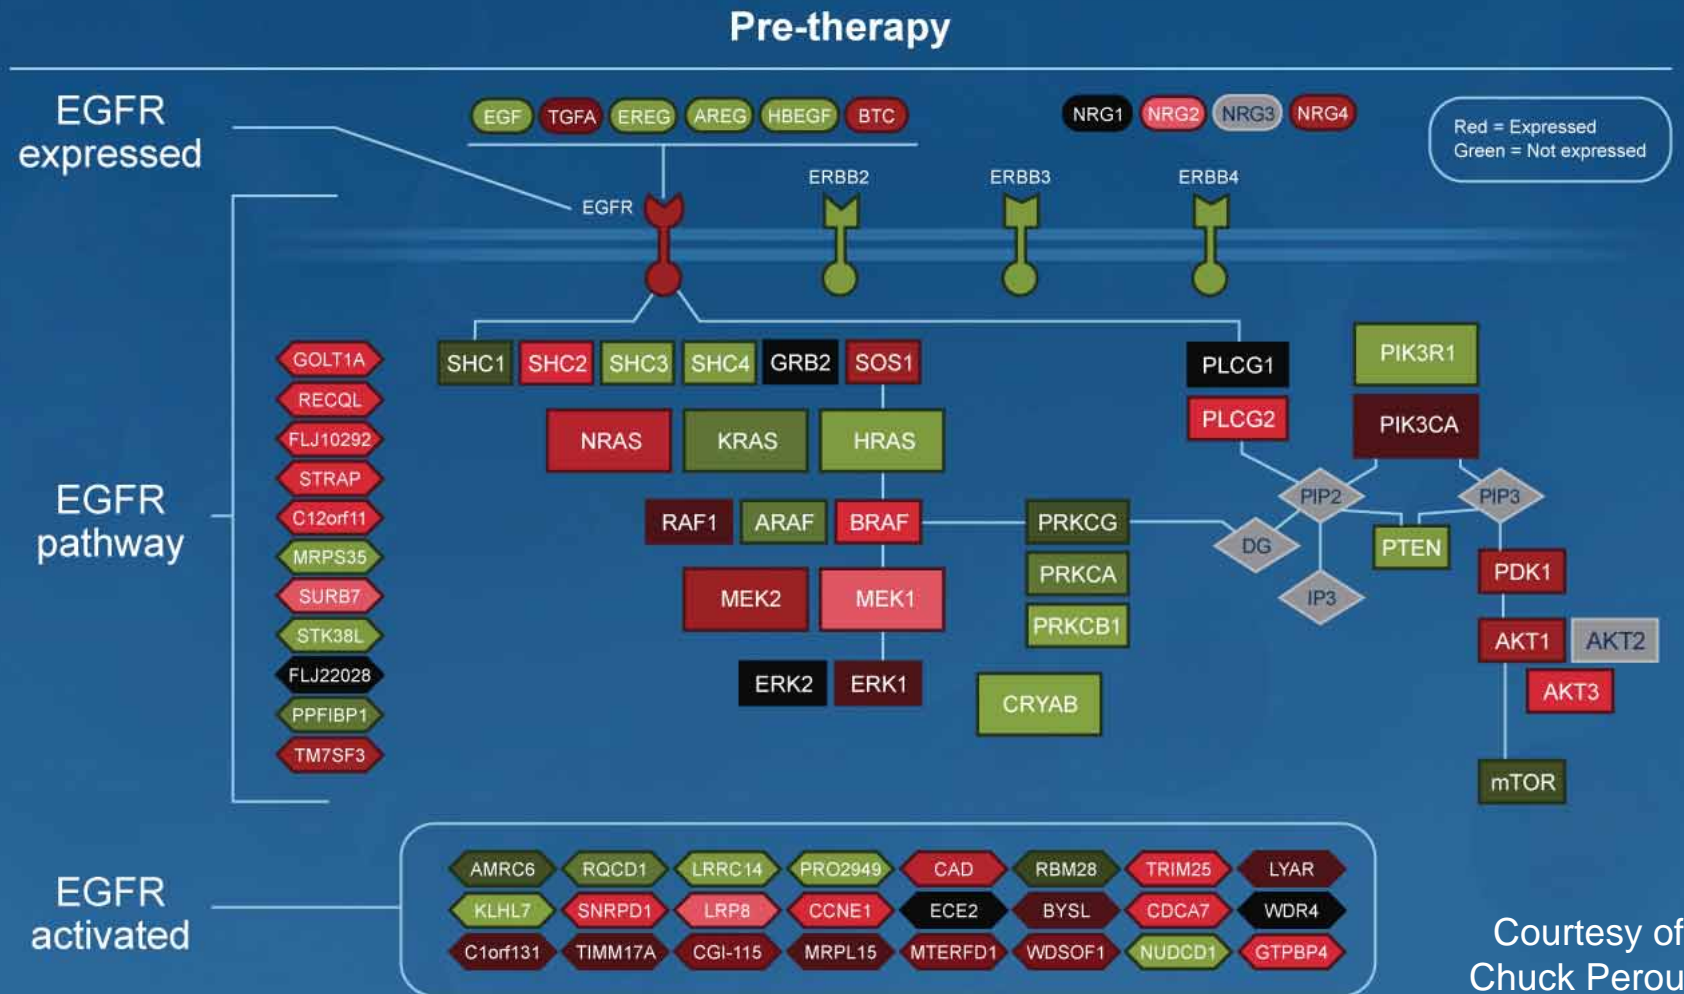 Pre-therapy
EGFR
expressed
EGF TGFA EREG AREG HBEGF BTC
NRG1 NRG2 NRG3 NRG4
Red = Expressed
Green = Not expressed
EGFR
ERBB2
ERBB3
ERBB4
EGFR
pathway
GOLT1A
RECQL
FLJ10292
STRAP
C12orf11
MRPS35
SURB7
STK38L
FLJ22028
PPFIBP1
TM7SF3
SHC1 SHC2 SHC3 SHC4 GRB2 SOS1
NRAS KRAS HRAS
RAF1 ARAF BRAF
MEK2 MEK1
ERK2 ERK1
PRKCG
PRKCA
PRKCB1
CRYAB
PLCG1
PLCG2
PIK3R1
PIK3CA
PIP2
PIP3
DG
IP3
PTEN
PDK1
AKT1 AKT2
AKT3
mTOR
EGFR
activated
AMRC6 RQCD1 LRRC14 PRO2949 CAD RBM28 TRIM25 LYAR
KLHL7 SNRPD1 LRP8 CCNE1 ECE2 BYSL CDCA7 WDR4
C1orf131 TIMM17A CGI-115 MRPL15 MTERFD1 WDSOF1 NUDCD1 GTPBP4
Courtesy of
Chuck Perou